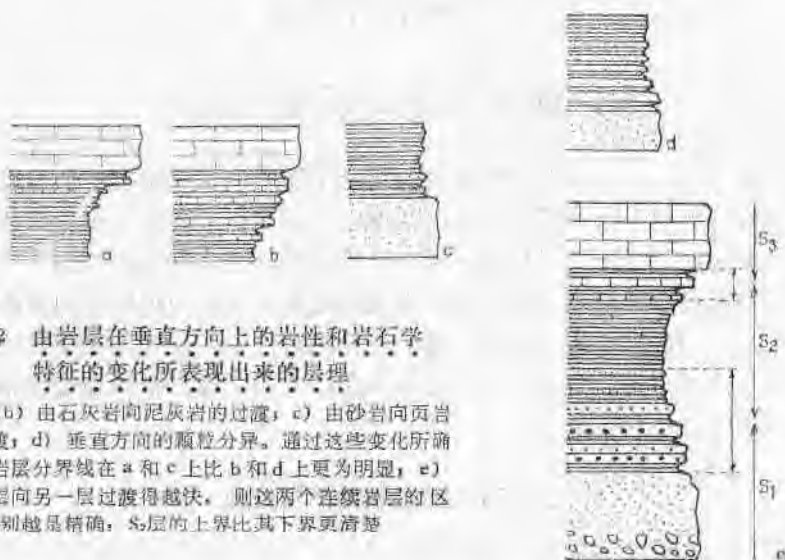 d
a
b
c
S3
S2
S1
e
2 由岩层在垂直方向上的岩性和岩石学
特征的变化所表现出来的层理
b) 由石灰岩向泥灰岩的过渡；c) 由砂岩向页岩
渡；d) 垂直方向的颗粒分异。通过这些变化所确
岩层分界线在 a 和 c 上比 b 和 d 上更为明显；e)
层向另一层过渡得越快， 则这两个连续岩层的区
别越是精确：S₂层的上界比其下界更清楚